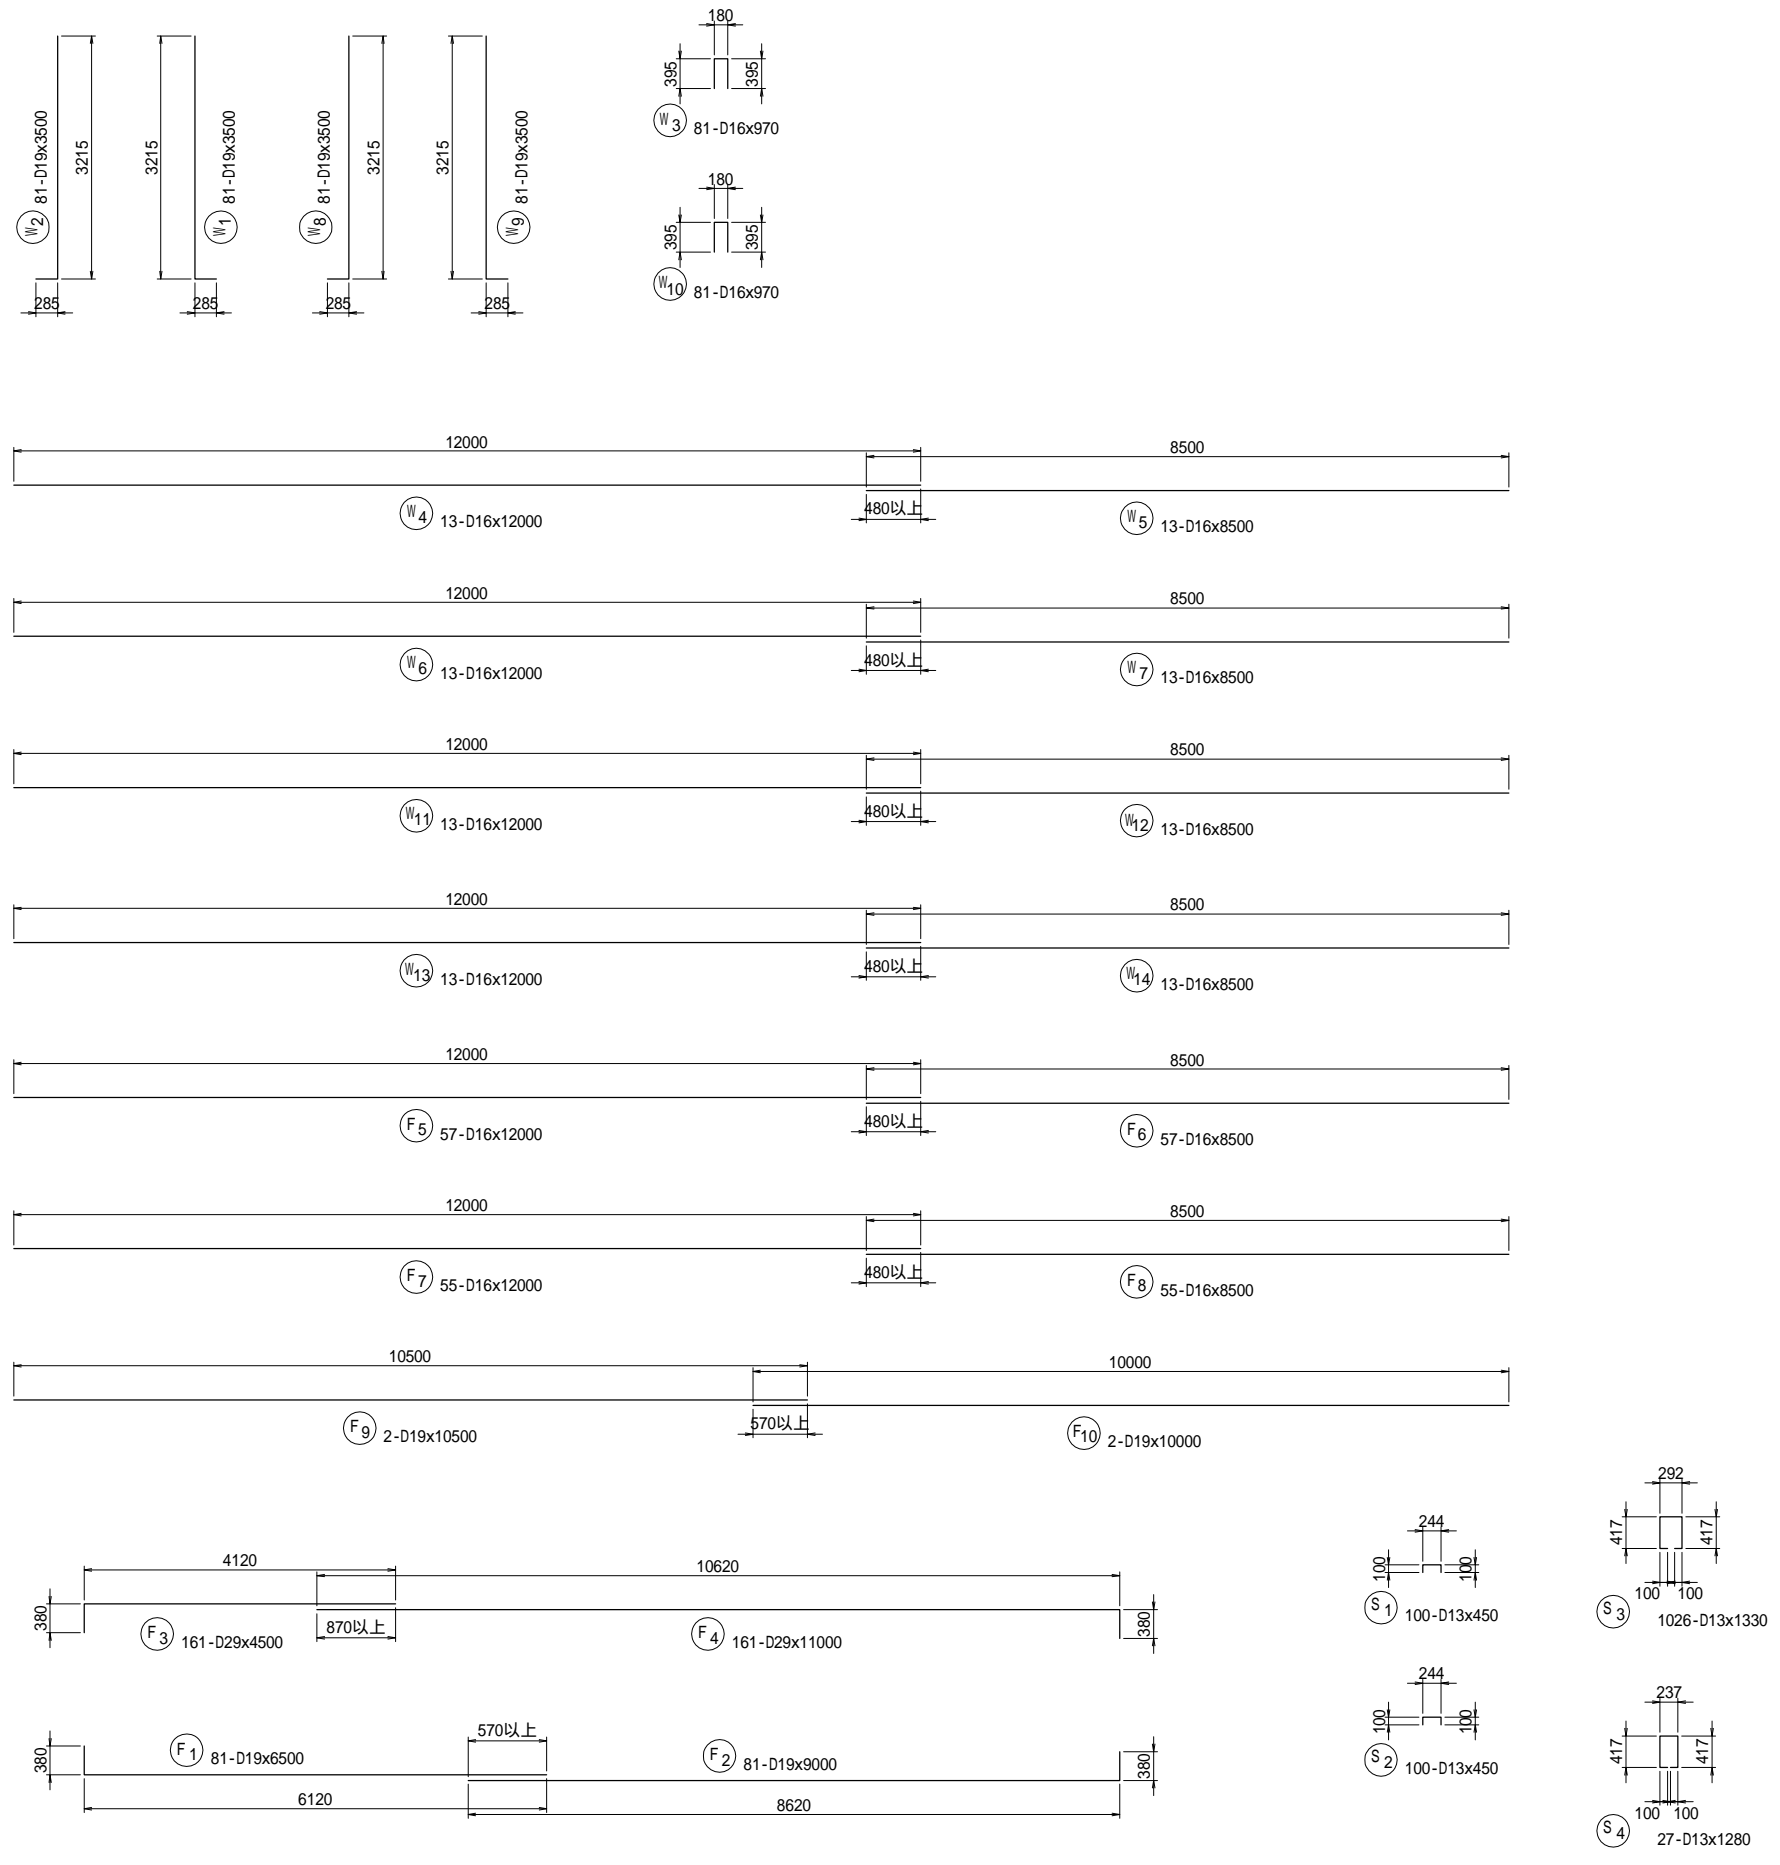 180
395
395
W3 81-D16x970
180
395
395
W10 81-D16x970
W2 81-D19x3500
3215
285
3215
W1 81-D19x3500
285
W8 81-D19x3500
3215
285
3215
W9 81-D19x3500
285
12000
8500
480以上
W4 13-D16x12000
W5 13-D16x8500
12000
8500
480以上
W6 13-D16x12000
W7 13-D16x8500
12000
8500
480以上
W11 13-D16x12000
W12 13-D16x8500
12000
8500
480以上
W13 13-D16x12000
W14 13-D16x8500
12000
8500
480以上
F5 57-D16x12000
F6 57-D16x8500
12000
8500
480以上
F7 55-D16x12000
F8 55-D16x8500
10500
10000
570以上
F9 2-D19x10500
F10 2-D19x10000
4120
10620
380
870以上
380
F3 161-D29x4500
F4 161-D29x11000
570以上
380
F1 81-D19x6500
F2 81-D19x9000
380
6120
8620
244
100
100
S1 100-D13x450
244
100
100
S2 100-D13x450
292
417
417
100 100
S3 1026-D13x1330
237
417
417
100 100
S4 27-D13x1280